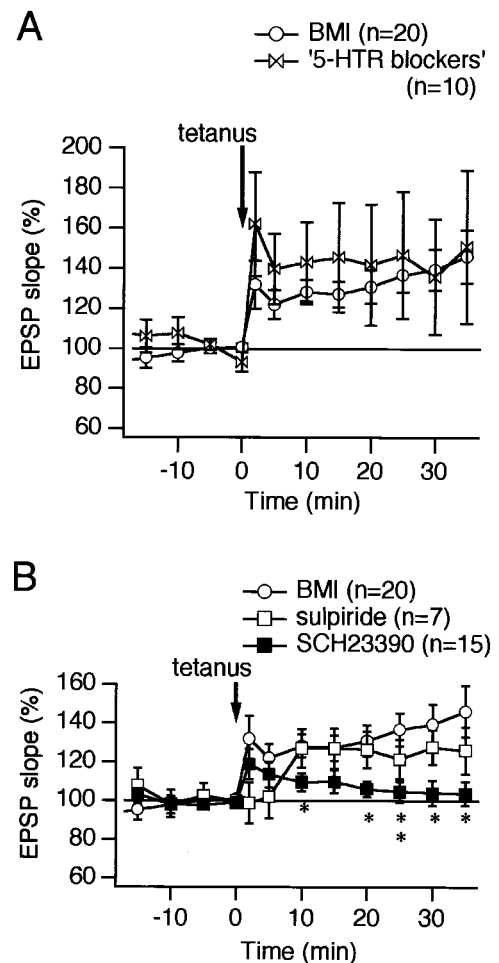 A
BMI (n=20)
'5-HTR blockers'
(n=10)
tetanus
200
180
160
140
120
100
80
60
EPSP slope (%)
-10 0 10 20 30
Time (min)
B
BMI (n=20)
sulpiride (n=7)
SCH23390 (n=15)
tetanus
160
140
120
100
80
60
EPSP slope (%)
* * * * *
*
-10 0 10 20 30
Time (min)